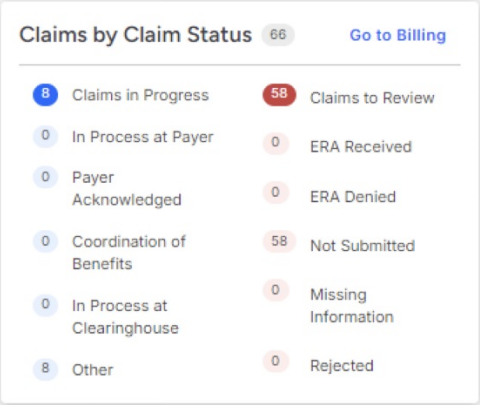 Claims by Claim Status 66 Go to Billing
8 Claims in Progress
0 In Process at Payer
0 Payer
Acknowledged
0 Coordination of
Benefits
0 In Process at
Clearinghouse
8 Other
58 Claims to Review
0 ERA Received
0 ERA Denied
58 Not Submitted
0 Missing
Information
0 Rejected